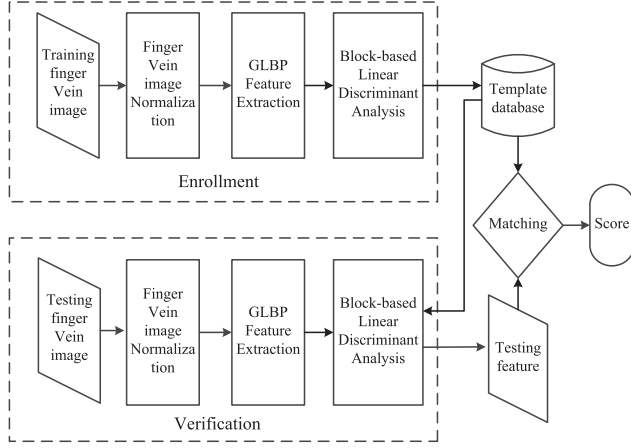 Training
finger
Vein
image
Finger
Vein
image
Normaliza
tion
GLBP
Feature
Extraction
Block-based
Linear
Discriminant
Analysis
Template
database
Enrollment
Matching
Score
Testing
finger
Vein
image
Finger
Vein
image
Normaliza
tion
GLBP
Feature
Extraction
Block-based
Linear
Discriminant
Analysis
Testing
feature
Verification